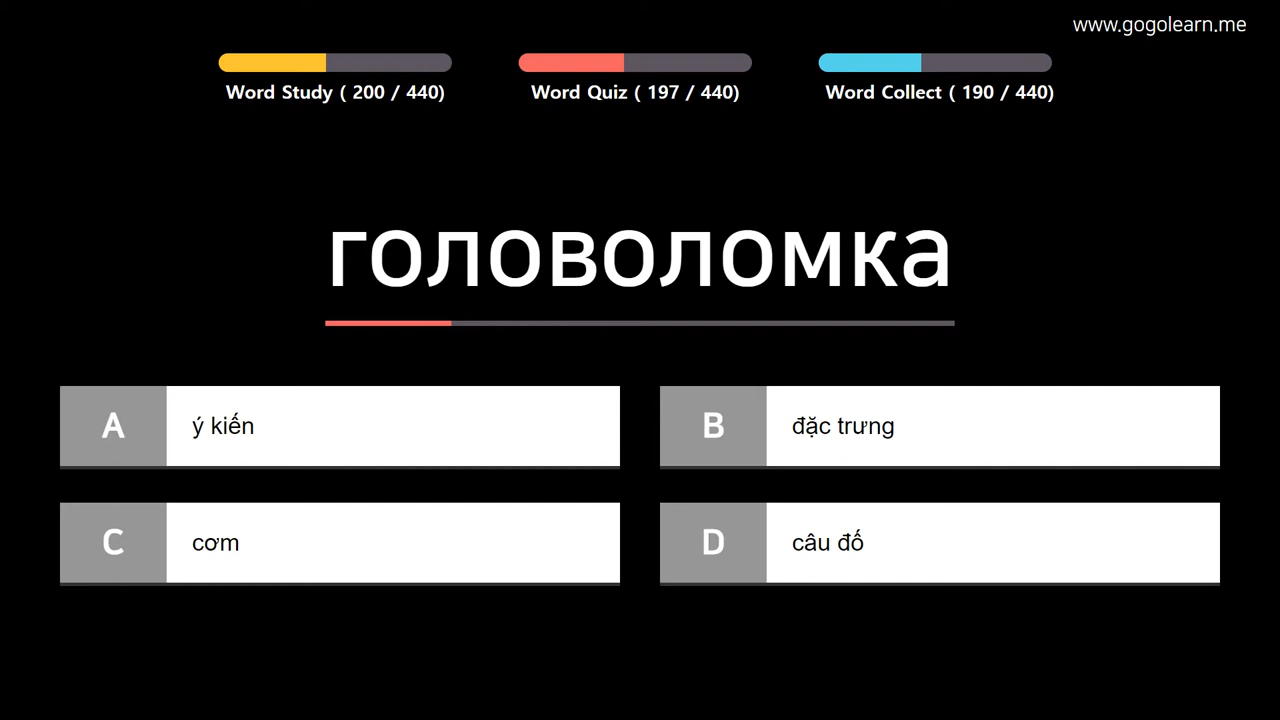 www.gogolearn.me
Word Study ( 200 / 440)
Word Quiz ( 197 / 440)
Word Collect ( 190 / 440)
головоломка
A ý kiến
B đặc trưng
C cơm
D câu đố